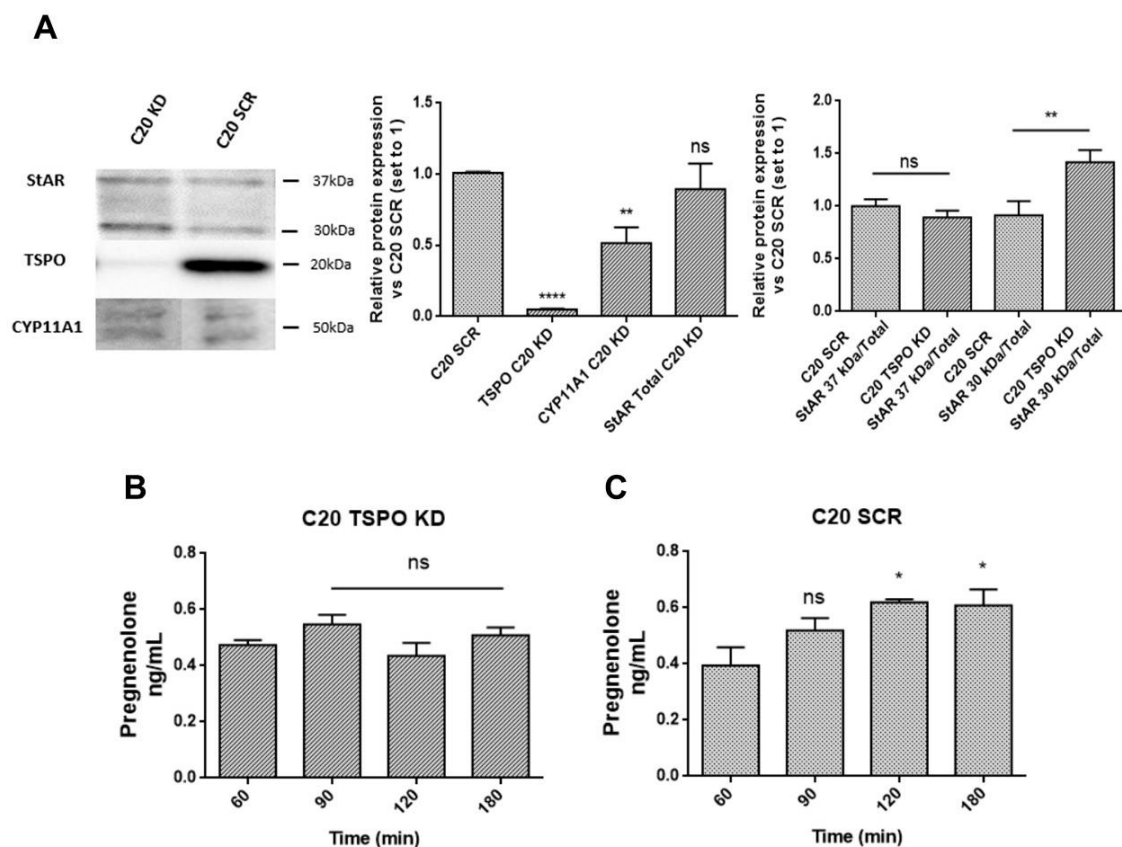 A
C20 KD
C20 SCR
StAR
37kDa
30kDa
TSPO
20kDa
CYP11A1
50kDa
Relative protein expression
vs C20 SCR (set to 1)
1.5
1.0
0.5
0.0
****
**
ns
C20 SCR
TSPO C20 KD
CYP11A1 C20 KD
StAR Total C20 KD
Relative protein expression
vs C20 SCR (set to 1)
2.0
1.5
1.0
0.5
0.0
ns
**
C20 SCR
StAR 37 kDa/Total
C20 TSPO KD
StAR 37 kDa/Total
C20 SCR
StAR 30 kDa/Total
C20 TSPO KD
StAR 30 kDa/Total
B
C20 TSPO KD
Pregnenolone
ng/mL
0.8
0.6
0.4
0.2
0.0
ns
60
90
120
180
Time (min)
C
C20 SCR
Pregnenolone
ng/mL
0.8
0.6
0.4
0.2
0.0
ns
*
*
60
90
120
180
Time (min)